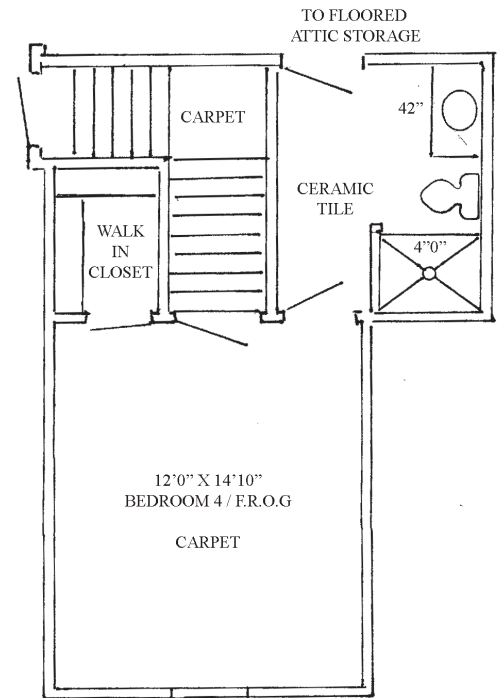 TO FLOORED
ATTIC STORAGE
CARPET
42”
CERAMIC
TILE
WALK
IN
CLOSET
4”0”
12’0” X 14’10”
BEDROOM 4 / F.R.O.G
CARPET